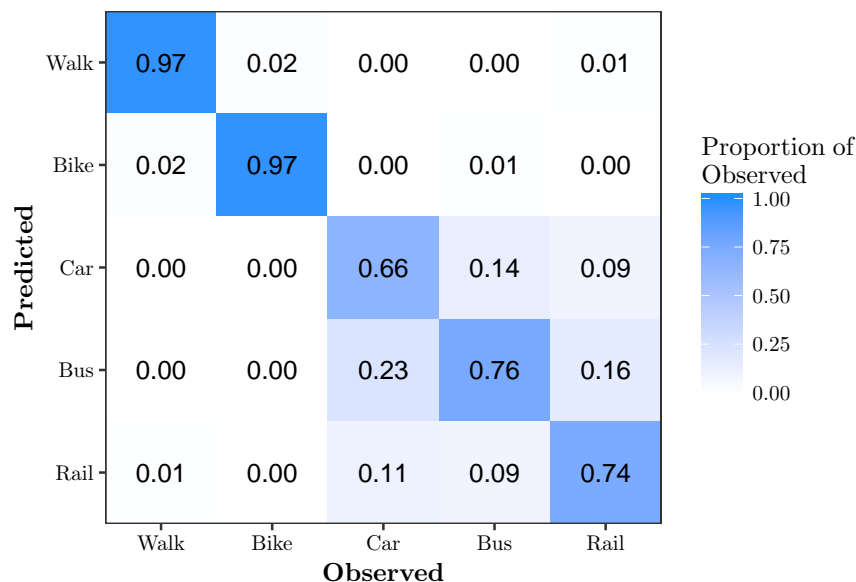 Walk 0.97 0.02 0.00 0.00 0.01
Bike 0.02 0.97 0.00 0.01 0.00
Car 0.00 0.00 0.66 0.14 0.09
Bus 0.00 0.00 0.23 0.76 0.16
Rail 0.01 0.00 0.11 0.09 0.74
Walk Bike Car Bus Rail
Observed
Predicted
Proportion of
Observed
1.00
0.75
0.50
0.25
0.00